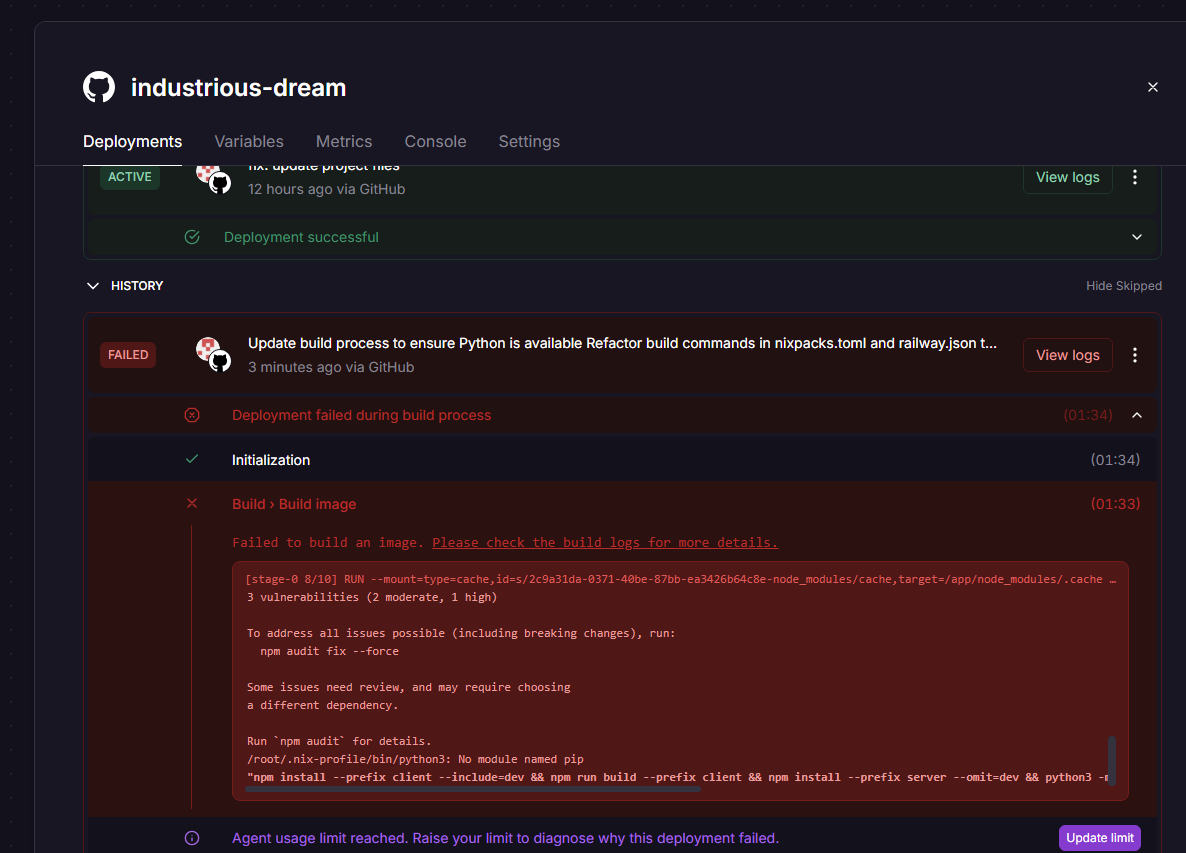 industrious-dream
Deployments Variables Metrics Console Settings
ACTIVE
fix: update project files
12 hours ago via GitHub
View logs
Deployment successful
HISTORY
Hide Skipped
FAILED
Update build process to ensure Python is available Refactor build commands in nixpacks.toml and railway.json t...
3 minutes ago via GitHub
View logs
Deployment failed during build process (01:34)
Initialization (01:34)
Build › Build image (01:33)
Failed to build an image. Please check the build logs for more details.
[stage-0 8/10] RUN --mount=type=cache,id=s/2c9a31da-0371-40be-87bb-ea3426b64c8e-node_modules/cache,target=/app/node_modules/.cache …
3 vulnerabilities (2 moderate, 1 high)
To address all issues possible (including breaking changes), run:
npm audit fix --force
Some issues need review, and may require choosing
a different dependency.
Run `npm audit` for details.
/root/.nix-profile/bin/python3: No module named pip
"npm install --prefix client --include=dev && npm run build --prefix client && npm install --prefix server --omit=dev && python3 -m
Agent usage limit reached. Raise your limit to diagnose why this deployment failed.
Update limit